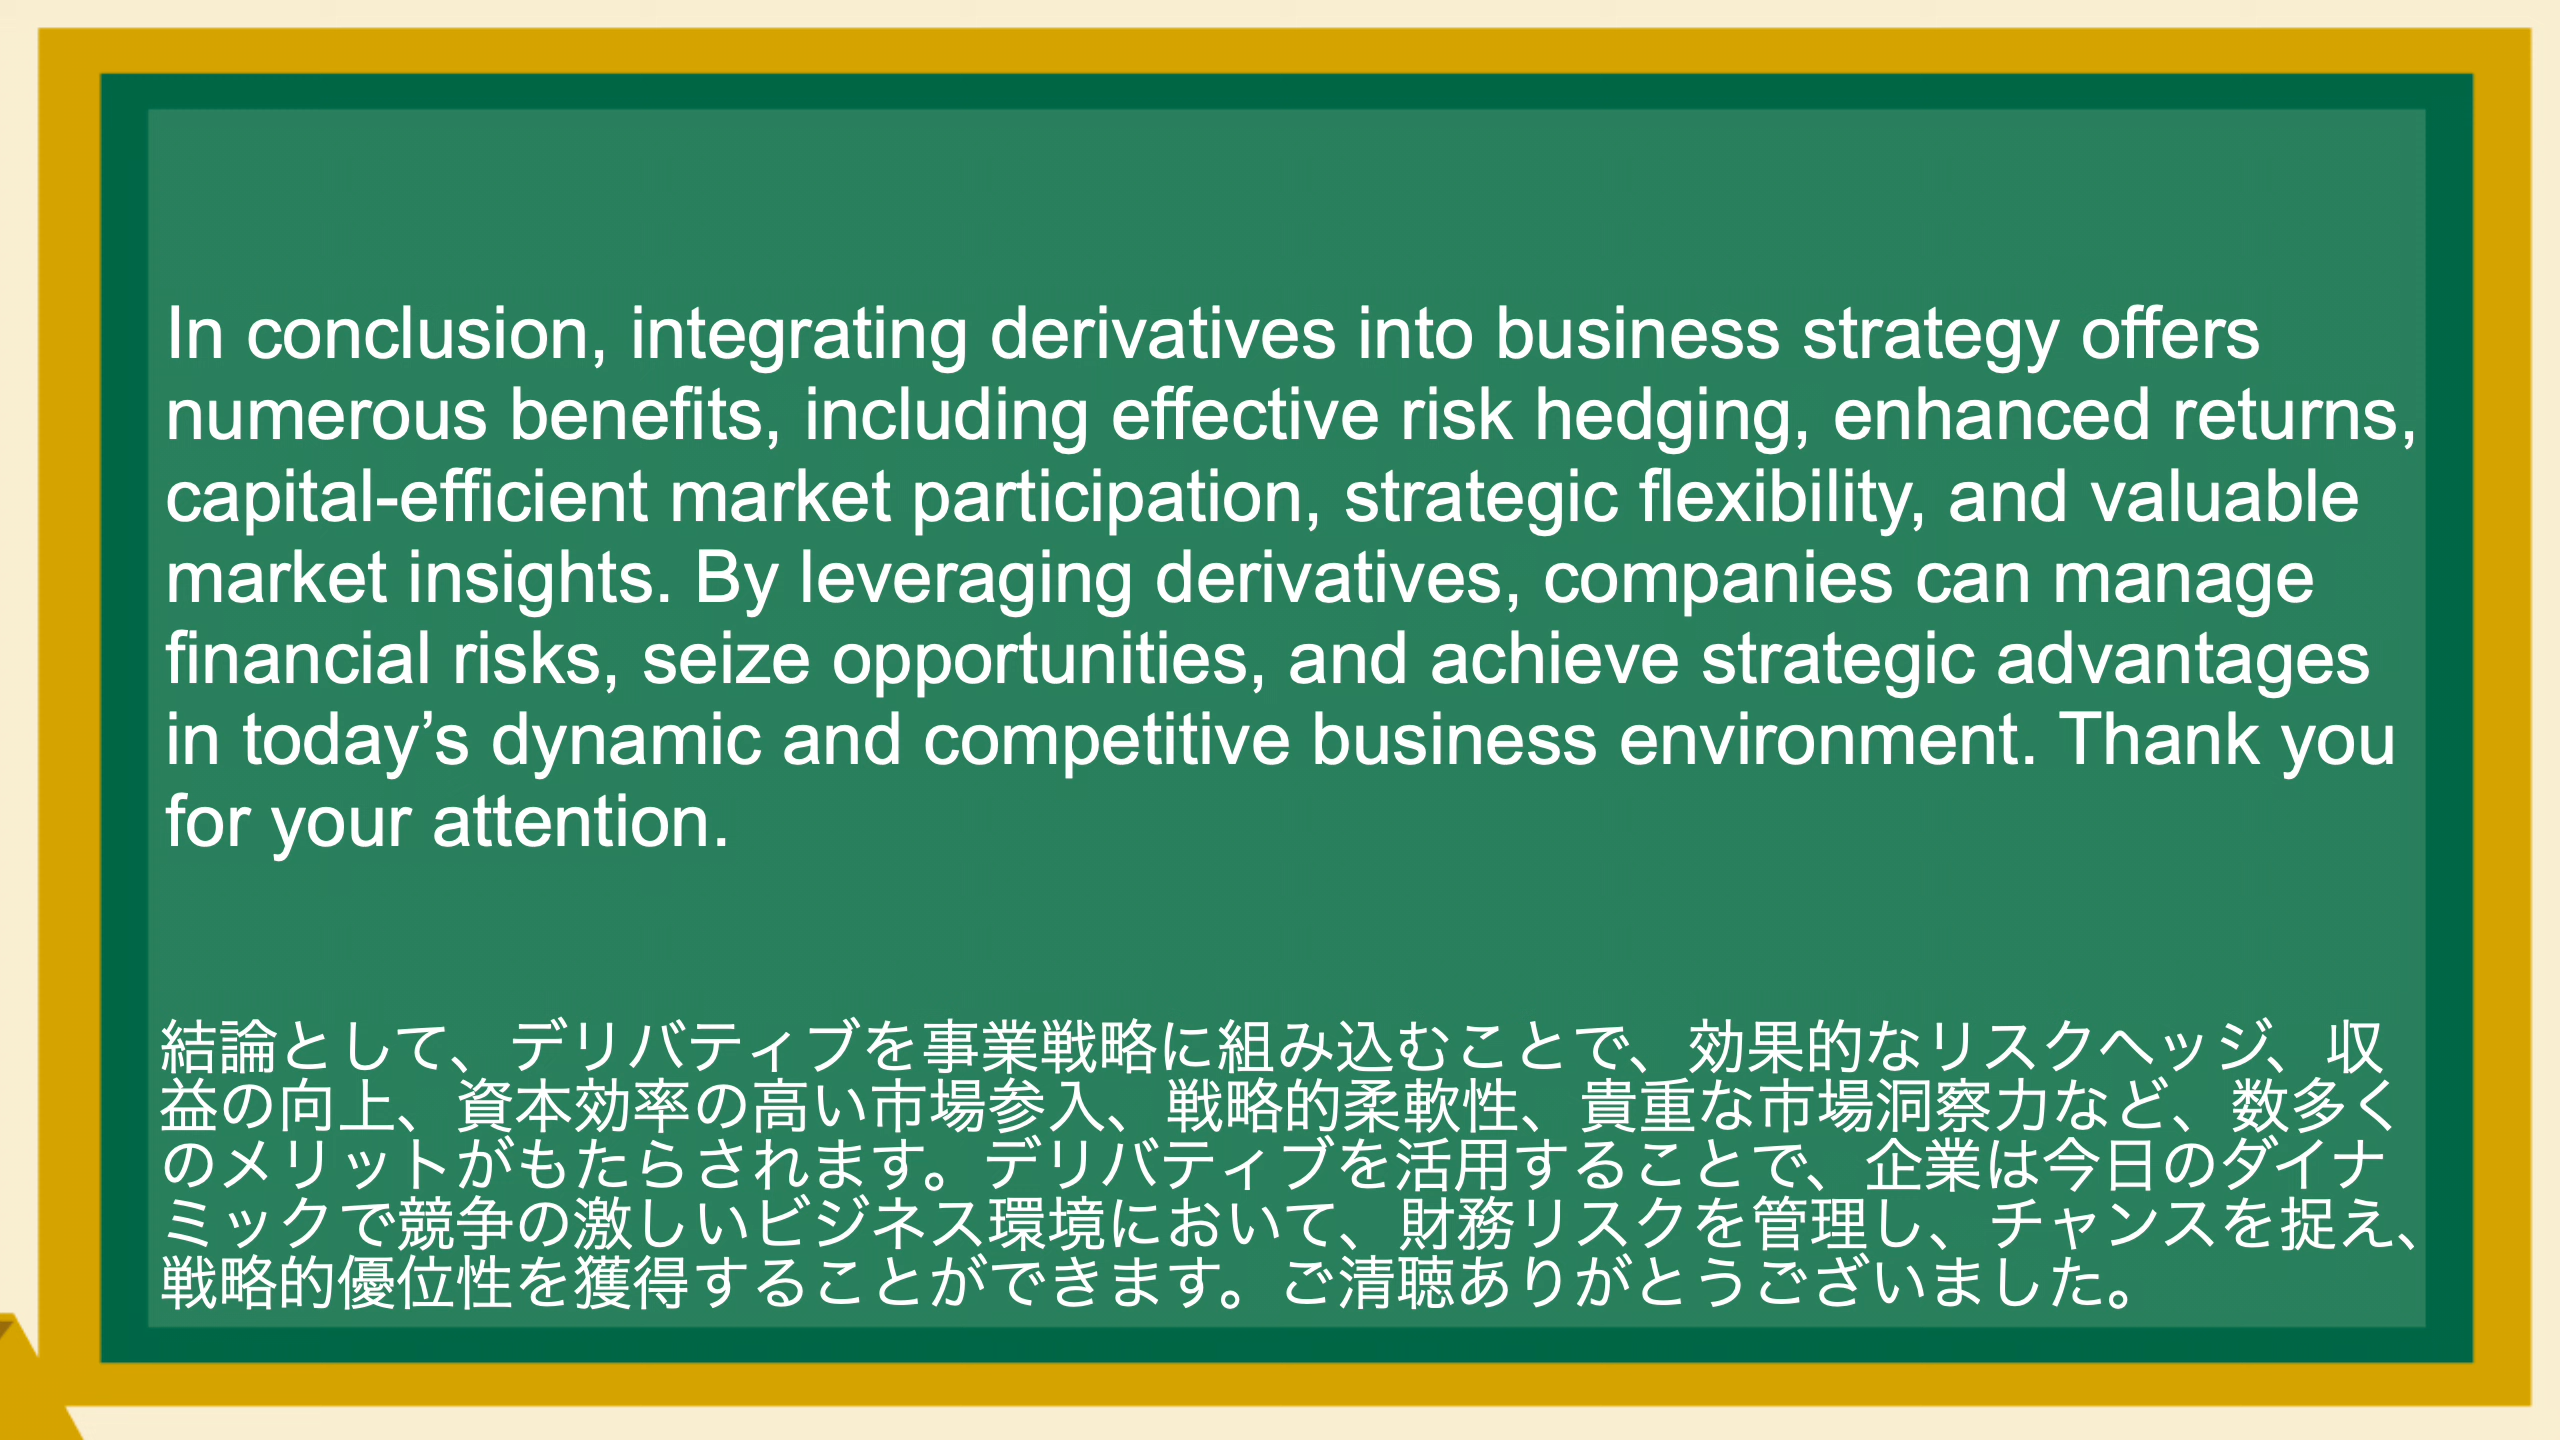 In conclusion, integrating derivatives into business strategy offers
numerous benefits, including effective risk hedging, enhanced returns,
capital-efficient market participation, strategic flexibility, and valuable
market insights. By leveraging derivatives, companies can manage
financial risks, seize opportunities, and achieve strategic advantages
in today’s dynamic and competitive business environment. Thank you
for your attention.
結論として、デリバティブを事業戦略に組み込むことで、効果的なリスクヘッジ、収
益の向上、資本効率の高い市場参入、戦略的柔軟性、貴重な市場洞察力など、数多く
のメリットがもたらされます。デリバティブを活用することで、企業は今日のダイナ
ミックで競争の激しいビジネス環境において、財務リスクを管理し、チャンスを捉え、
戦略的優位性を獲得することができます。ご清聴ありがとうございました。